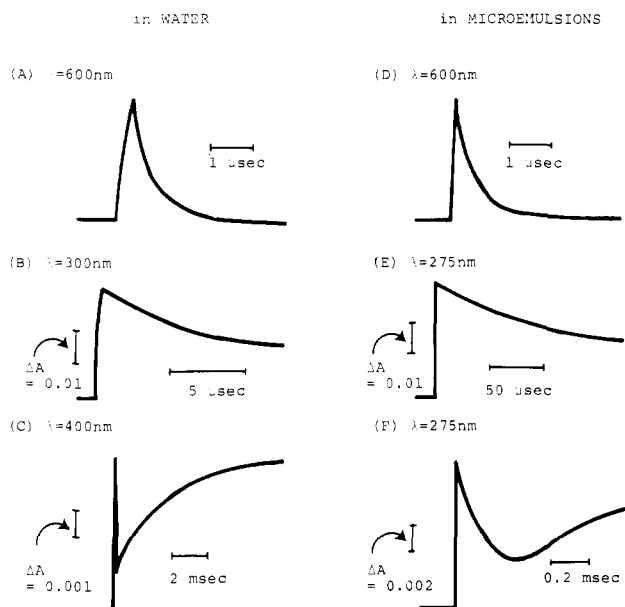 in WATER
in MICROEMULSIONS
(A) λ=600nm
(D) λ=600nm
1 usec
1 usec
(B) λ=300nm
(E) λ=275nm
ΔA
= 0.01
5 usec
ΔA
= 0.01
50 usec
(C) λ=400nm
(F) λ=275nm
ΔA
= 0.001
2 msec
ΔA
= 0.002
0.2 msec